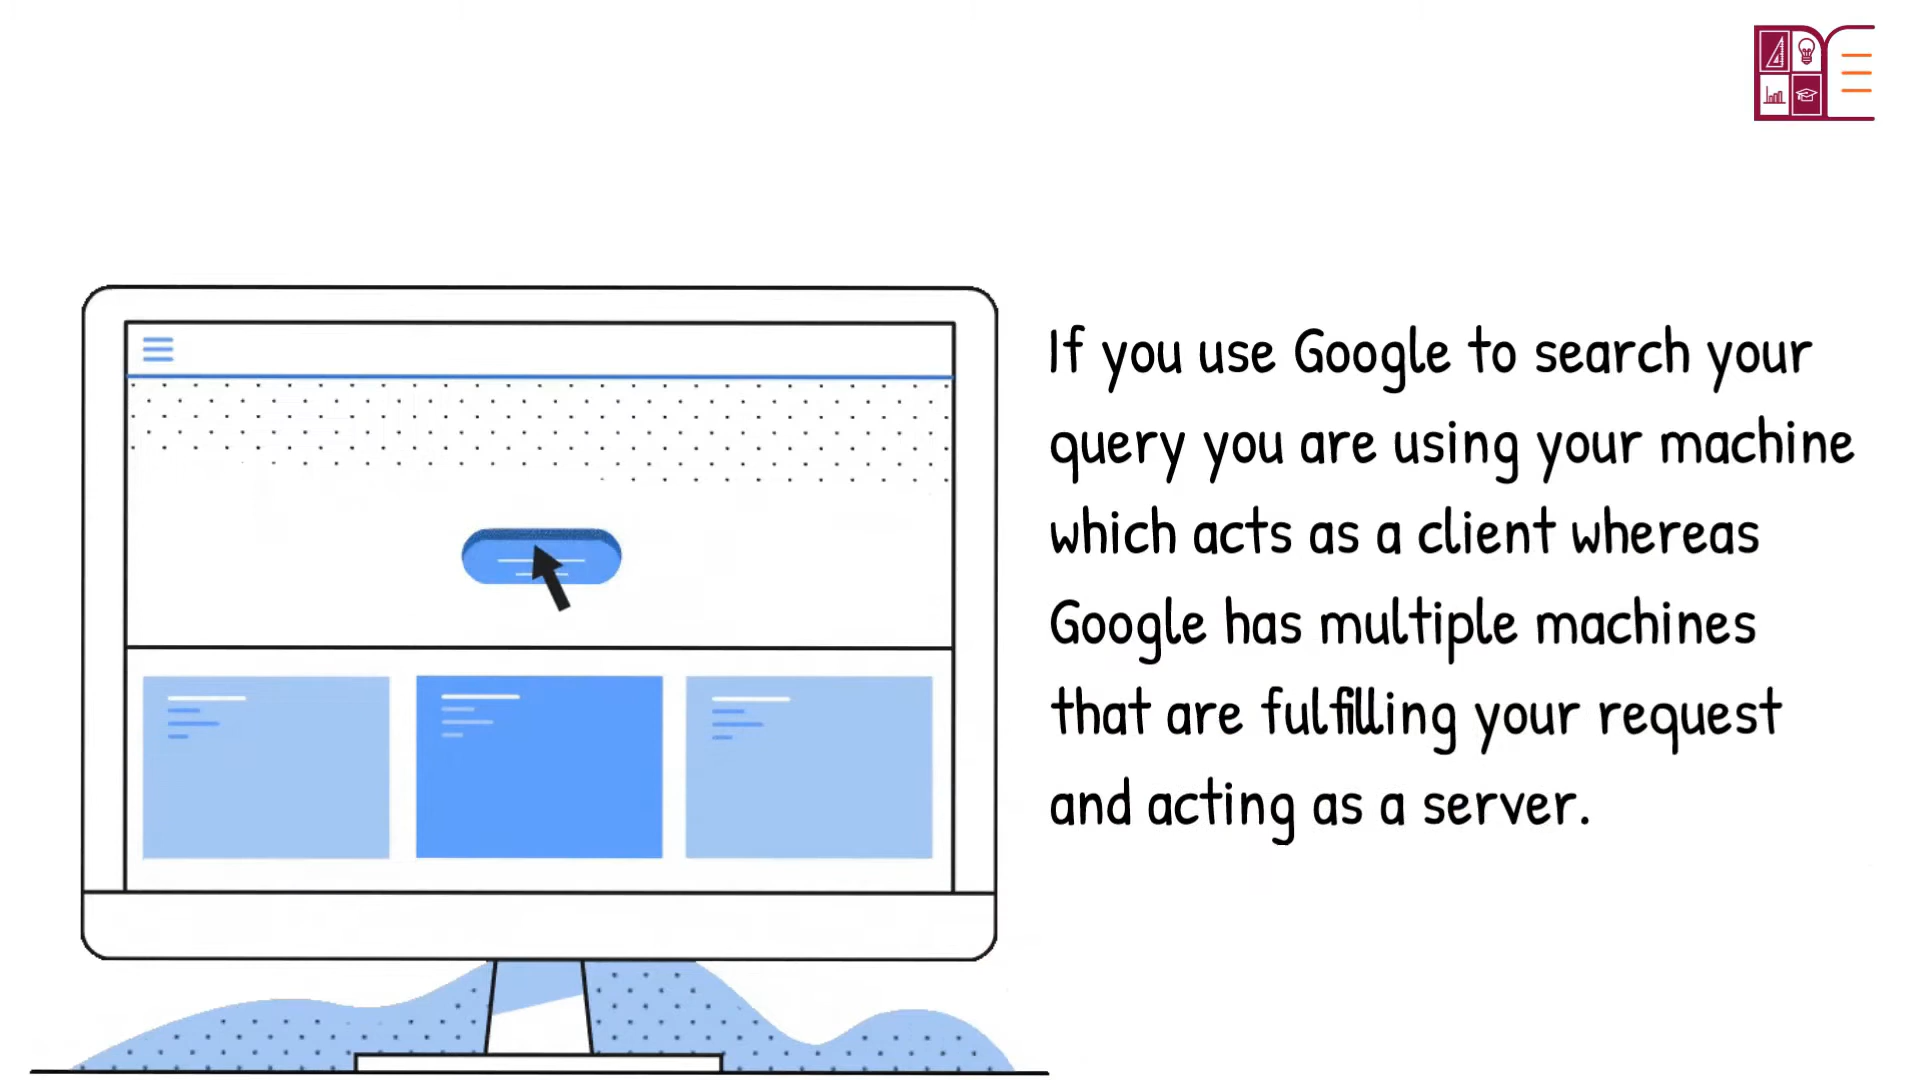 If you use Google to search your
query you are using your machine
which acts as a client whereas
Google has multiple machines
that are fulfilling your request
and acting as a server.